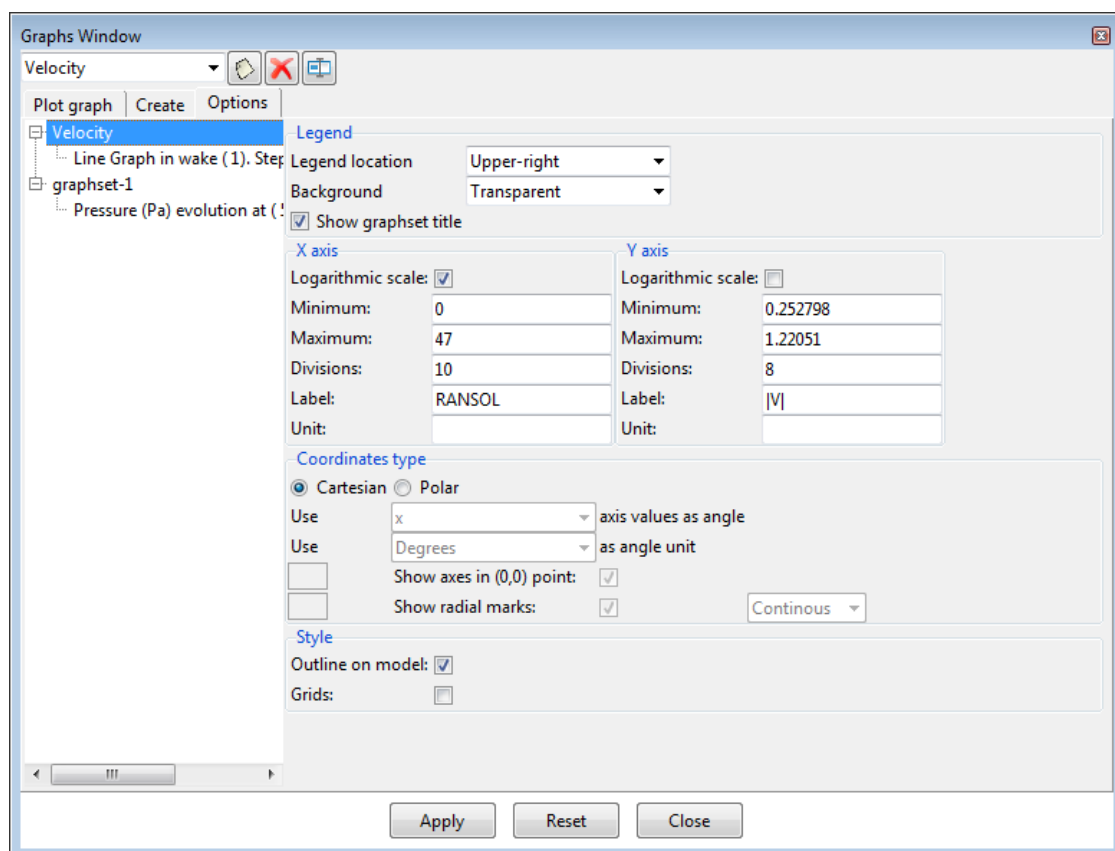 Graphs Window
Velocity
Plot graph Create Options
Velocity
Line Graph in wake ( 1). Step
graphset-1
Pressure (Pa) evolution at (
Legend
Legend location Upper-right
Background Transparent
Show graphset title
X axis
Logarithmic scale:
Minimum: 0
Maximum: 47
Divisions: 10
Label: RANSOL
Unit:
Y axis
Logarithmic scale:
Minimum: 0.252798
Maximum: 1.22051
Divisions: 8
Label: |V|
Unit:
Coordinates type
Cartesian Polar
Use x axis values as angle
Use Degrees as angle unit
Show axes in (0,0) point:
Show radial marks: Continous
Style
Outline on model:
Grids:
Apply Reset Close